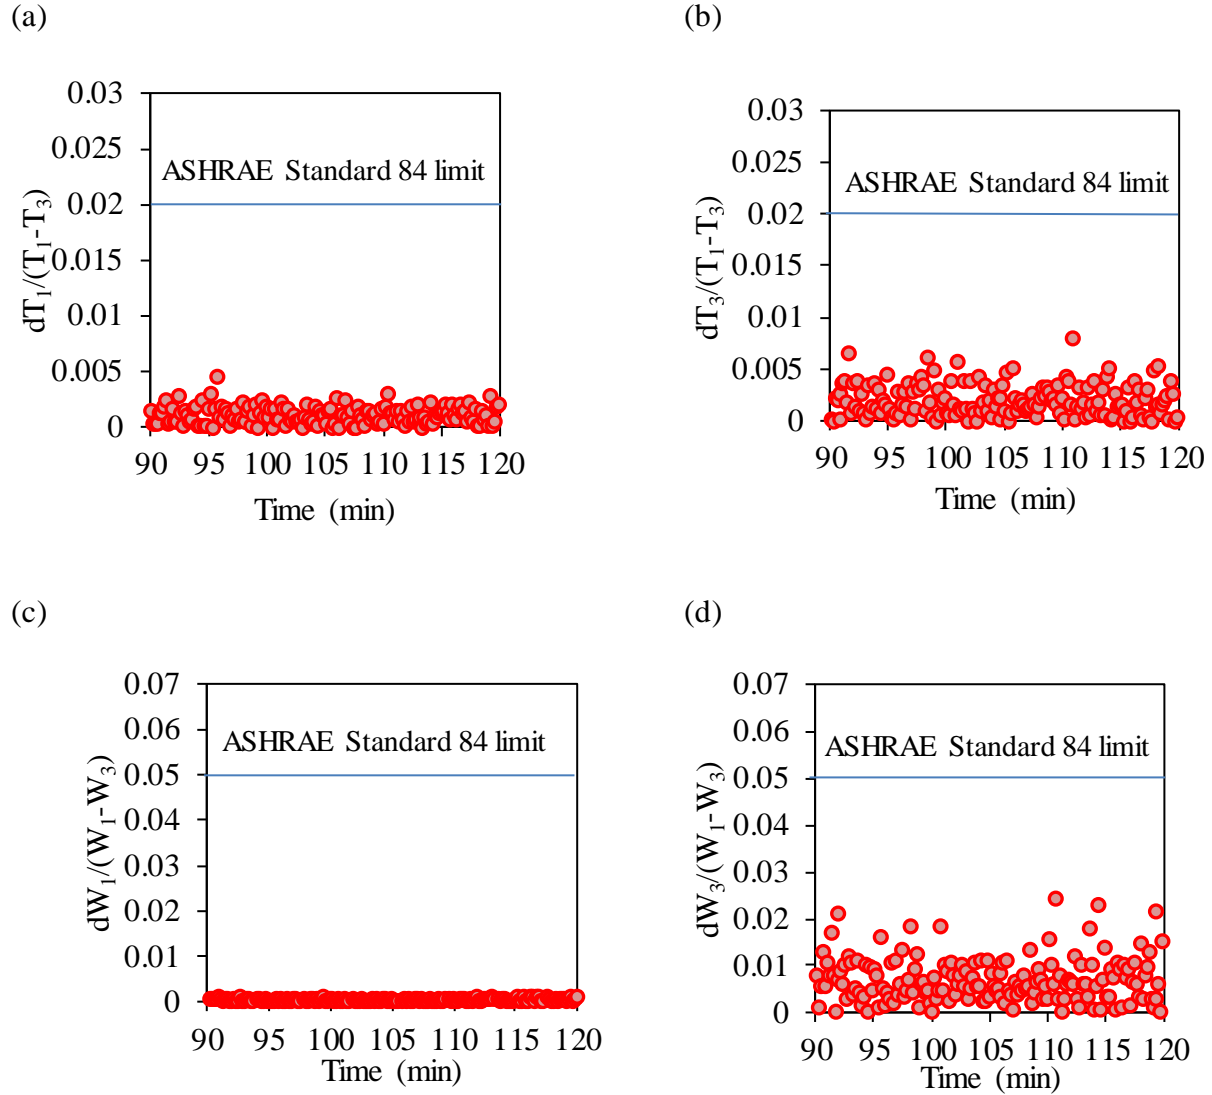 (a)
0.03
0.025
ASHRAE Standard 84 limit
0.02
0.015
0.01
0.005
0
dT₁/(T₁-T₃)
90 95 100 105 110 115 120
Time (min)
(b)
0.03
0.025
ASHRAE Standard 84 limit
0.02
0.015
0.01
0.005
0
dT₃/(T₁-T₃)
90 95 100 105 110 115 120
Time (min)
(c)
0.07
0.06
ASHRAE Standard 84 limit
0.05
0.04
0.03
0.02
0.01
0
dW₁/(W₁-W₃)
90 95 100 105 110 115 120
Time (min)
(d)
0.07
0.06
ASHRAE Standard 84 limit
0.05
0.04
0.03
0.02
0.01
0
dW₃/(W₁-W₃)
90 95 100 105 110 115 120
Time (min)